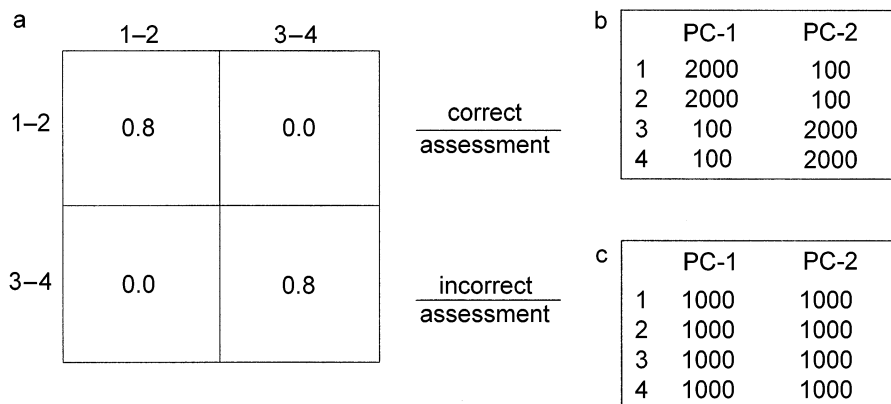 a
1–2 3–4
1–2 0.8 0.0
3–4 0.0 0.8
correct
assessment
incorrect
assessment
b
PC-1 PC-2
1 2000 100
2 2000 100
3 100 2000
4 100 2000
c
PC-1 PC-2
1 1000 1000
2 1000 1000
3 1000 1000
4 1000 1000